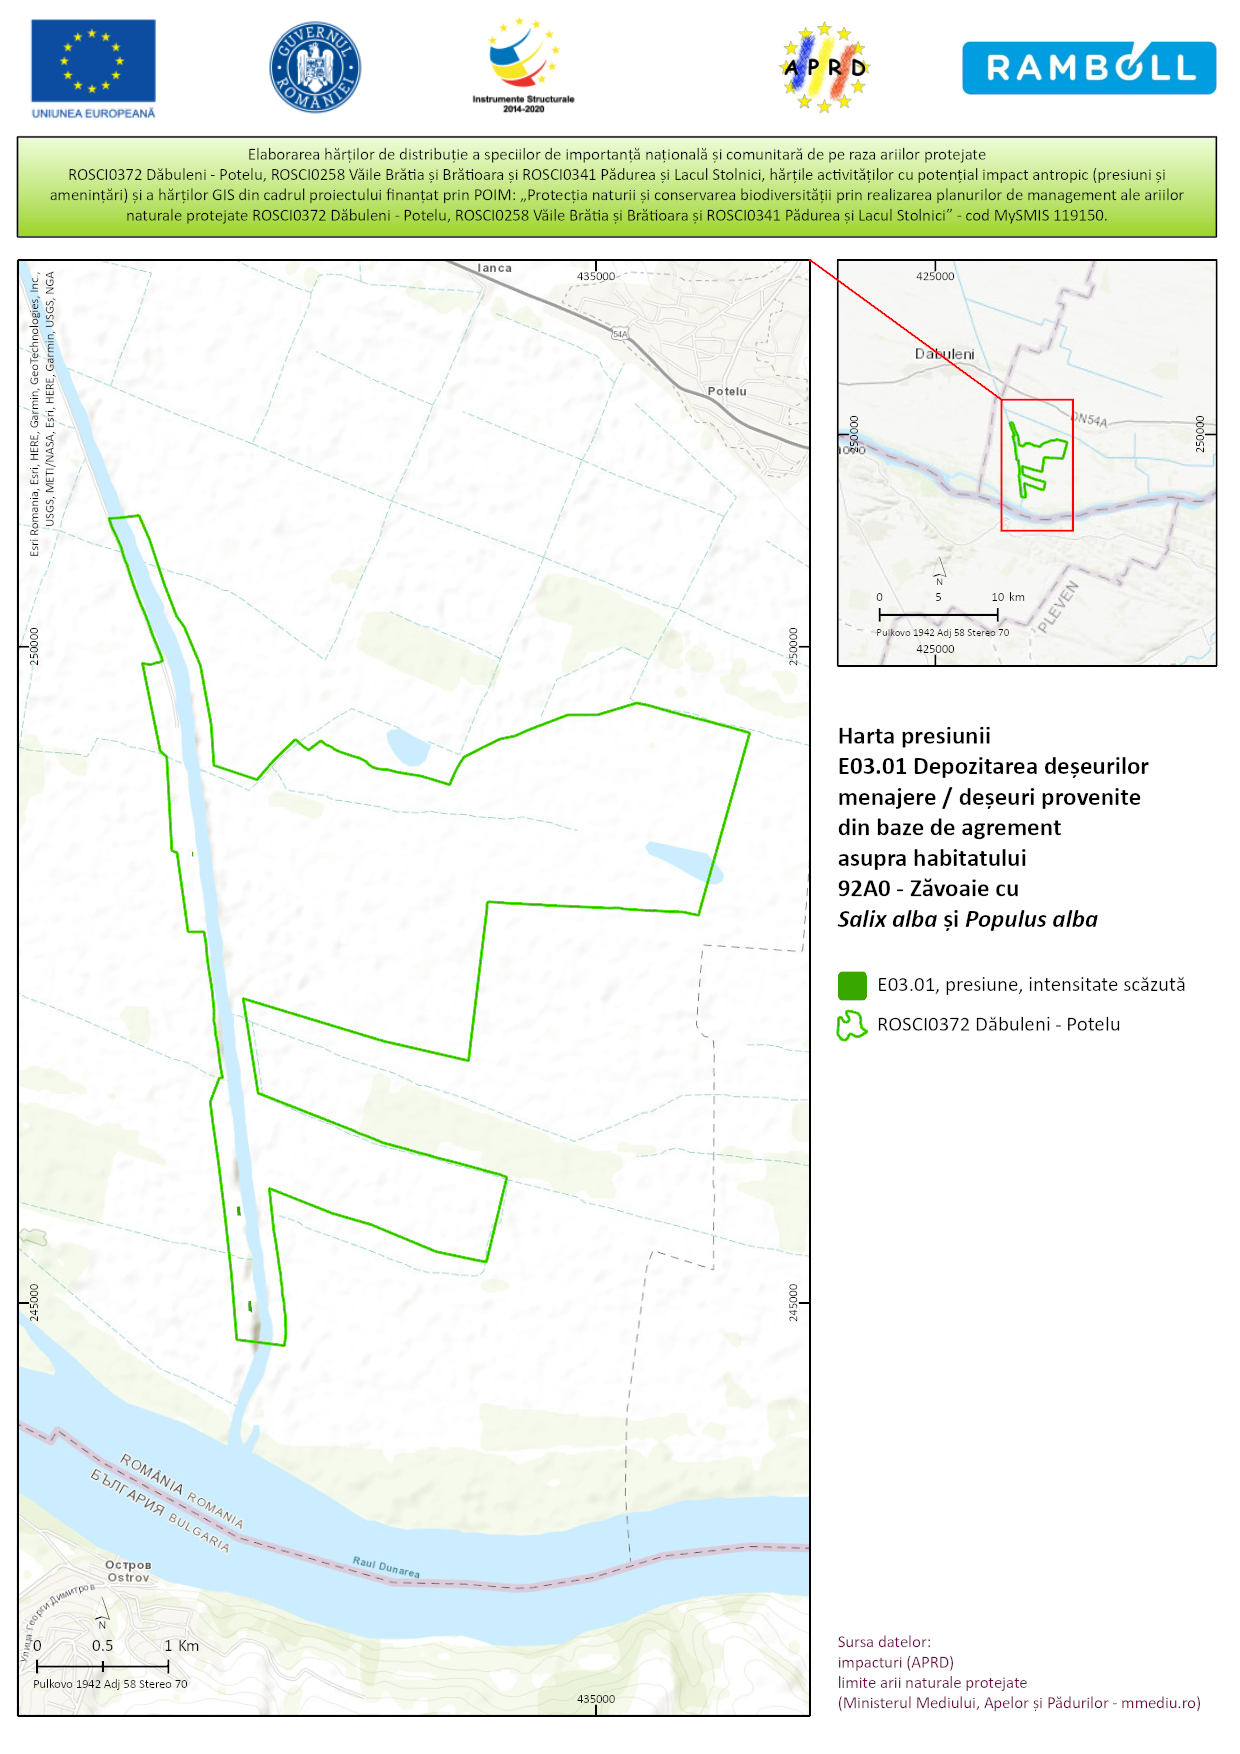 UNIUNEA EUROPEANĂ
GUVERNUL ROMÂNIEI
Instrumente Structurale
2014-2020
APRD
RAMBOLL
Elaborarea hărților de distribuție a speciilor de importanță națională și comunitară de pe raza ariilor protejate
ROSCI0372 Dăbuleni - Potelu, ROSCI0258 Văile Brătia și Brătioara și ROSCI0341 Pădurea și Lacul Stolnici, hărțile activităților cu potențial impact antropic (presiuni și
amenințări) și a hărților GIS din cadrul proiectului finanțat prin POIM: „Protecția naturii și conservarea biodiversității prin realizarea planurilor de management ale ariilor
naturale protejate ROSCI0372 Dăbuleni - Potelu, ROSCI0258 Văile Brătia și Brătioara și ROSCI0341 Pădurea și Lacul Stolnici” - cod MySMIS 119150.
Esri Romania, Esri, HERE, Garmin, GeoTechnologies, Inc.,
USGS, METI/NASA, Esri, HERE, Garmin, USGS, NGA
Ianca
435000
54A
Potelu
250000
250000
245000
245000
ROMÂNIA ROMANIA
БЪЛГАРИЯ BULGARIA
Raul Dunarea
Остров
Ostrov
Улица Георги Димитров
N
0 0.5 1 Km
Pulkovo 1942 Adj 58 Stereo 70
435000
425000
Dabuleni
DN54A
250000
250000
N
0 5 10 km
PLEVEN
Pulkovo 1942 Adj 58 Stereo 70
425000
Harta presiunii
E03.01 Depozitarea deșeurilor
menajere / deșeuri provenite
din baze de agrement
asupra habitatului
92A0 - Zăvoaie cu
Salix alba și Populus alba
E03.01, presiune, intensitate scăzută
ROSCI0372 Dăbuleni - Potelu
Sursa datelor:
impacturi (APRD)
limite arii naturale protejate
(Ministerul Mediului, Apelor și Pădurilor - mmediu.ro)